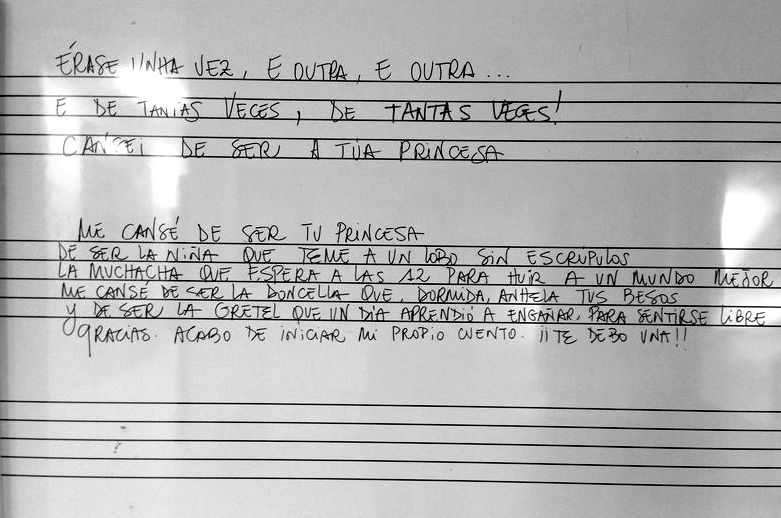 ÉRASE UNHA VEZ, E OUTRA, E OUTRA...
E DE TANTAS VECES, DE TANTAS VECES!
CANSEI DE SER A TÚA PRINCESA
ME CANSÉ DE SER TU PRINCESA
DE SER LA NIÑA QUE TEME A UN LOBO SIN ESCRÚPULOS
LA MUCHACHA QUE ESPERA A LAS 12 PARA HUIR A UN MUNDO MEJOR
ME CANSÉ DE SER LA DONCELLA QUE, DORMIDA, ANHELA TUS BESOS
Y DE SER LA GRETEL QUE UN DÍA APRENDIÓ A ENGAÑAR, PARA SENTIRSE LIBRE
GRACIAS. ACABO DE INICIAR MI PROPIO CUENTO. ¡¡TE DEBO UNA!!